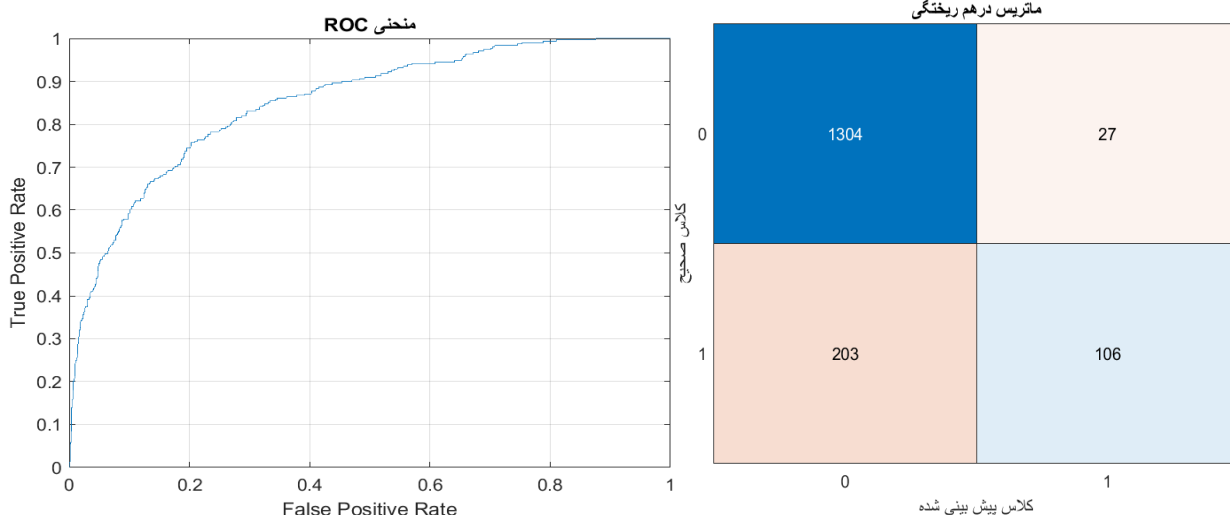 منحنی ROC
1
0.9
0.8
0.7
0.6
0.5
0.4
0.3
0.2
0.1
0
True Positive Rate
0 0.2 0.4 0.6 0.8 1
False Positive Rate
ماتریس درهم ریختگی
کلاس صحیح
0
1304 27
1
203 106
0 1
کلاس پیش بینی شده